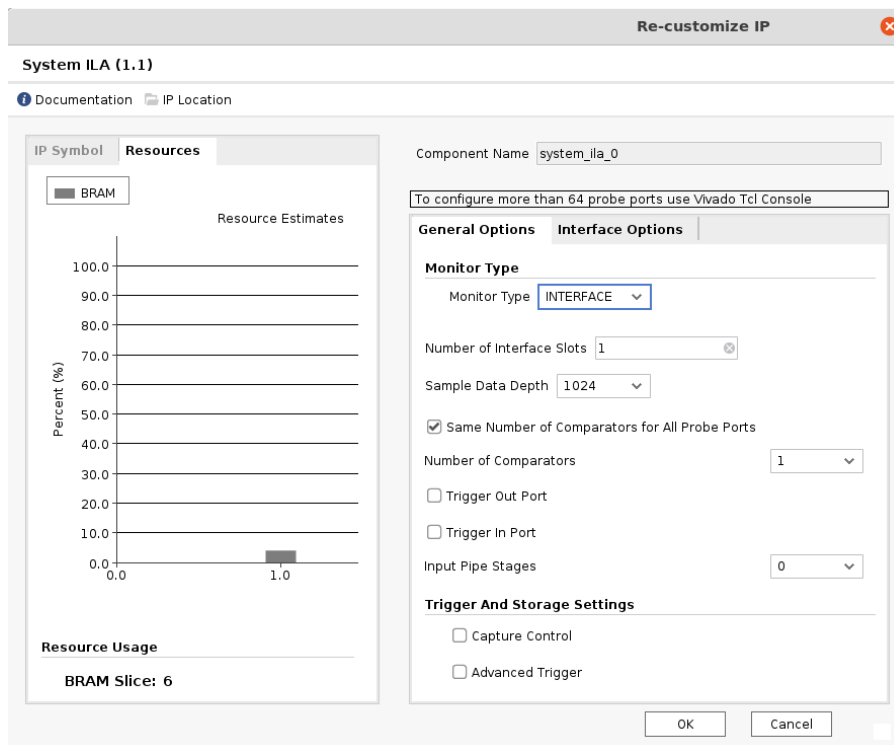 Re-customize IP
System ILA (1.1)
Documentation IP Location
IP Symbol Resources
BRAM
Resource Estimates
100.0
90.0
80.0
70.0
60.0
50.0
40.0
30.0
20.0
10.0
0.0
Percent (%)
0.0 1.0
Resource Usage
BRAM Slice: 6
Component Name system_ila_0
To configure more than 64 probe ports use Vivado Tcl Console
General Options Interface Options
Monitor Type
Monitor Type INTERFACE
Number of Interface Slots 1
Sample Data Depth 1024
Same Number of Comparators for All Probe Ports
Number of Comparators 1
Trigger Out Port
Trigger In Port
Input Pipe Stages 0
Trigger And Storage Settings
Capture Control
Advanced Trigger
OK Cancel